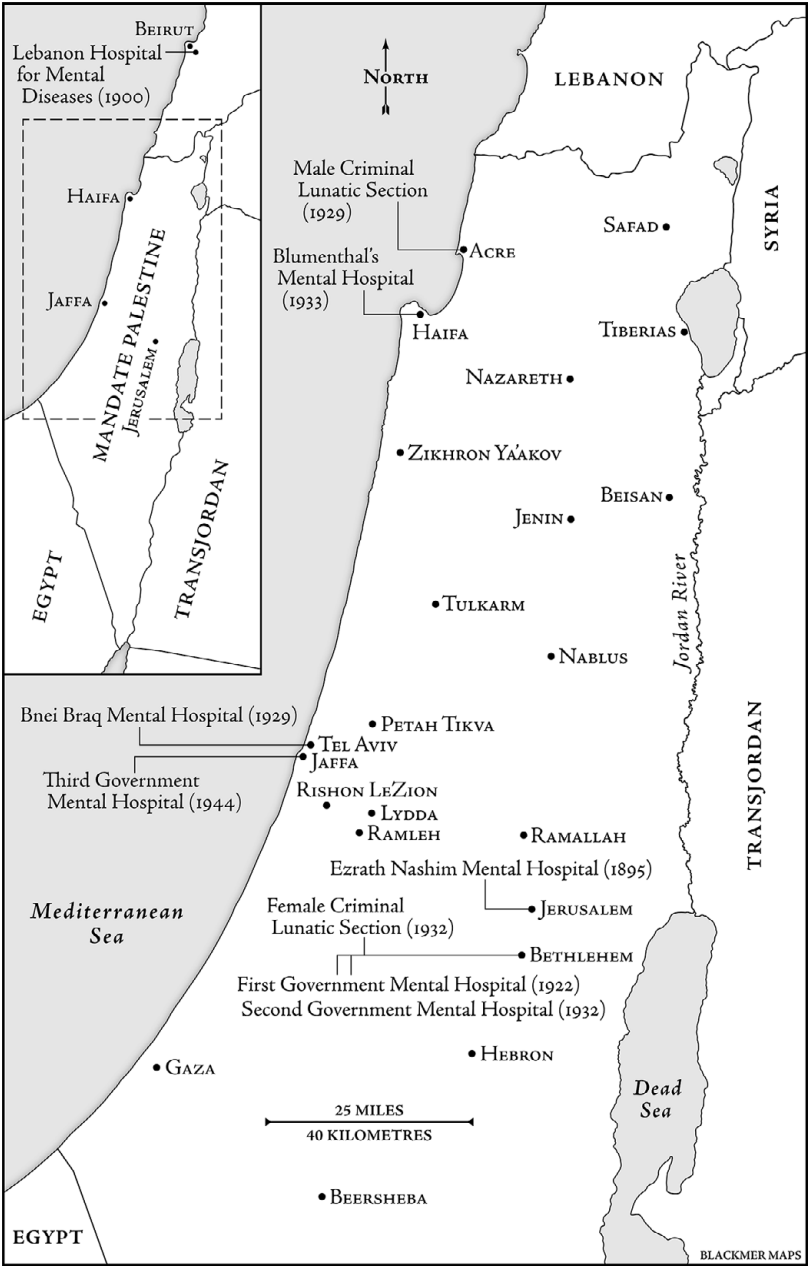 Beirut
Lebanon Hospital
for Mental
Diseases (1900)
Haifa
Jaffa
MANDATE PALESTINE
Jerusalem
EGYPT
TRANSJORDAN
North
LEBANON
SYRIA
Male Criminal
Lunatic Section
(1929)
Safad
Acre
Blumenthal's
Mental Hospital
(1933)
Haifa
Tiberias
Nazareth
Zikhron Ya'akov
Beisan
Jenin
Tulkarm
Jordan River
Nablus
Bnei Braq Mental Hospital (1929)
Petah Tikva
Tel Aviv
Jaffa
Third Government
Mental Hospital (1944)
Rishon LeZion
Lydda
Ramleh
Ramallah
TRANSJORDAN
Ezrath Nashim Mental Hospital (1895)
Jerusalem
Mediterranean
Sea
Female Criminal
Lunatic Section (1932)
Bethlehem
First Government Mental Hospital (1922)
Second Government Mental Hospital (1932)
Hebron
Gaza
Dead
Sea
25 MILES
40 KILOMETRES
Beersheba
EGYPT
BLACKMER MAPS